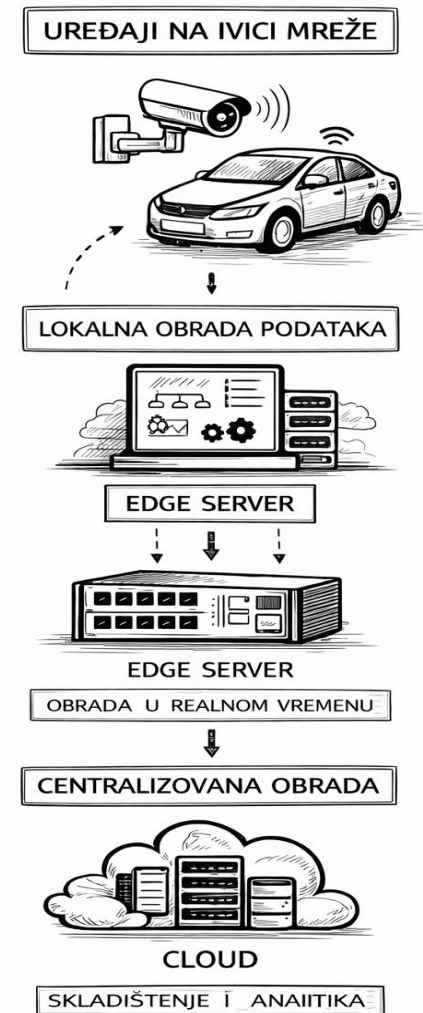 UREĐAJI NA IVICI MREŽE
LOKALNA OBRADA PODATAKA
EDGE SERVER
EDGE SERVER
OBRADA U REALNOM VREMENU
CENTRALIZOVANA OBRADA
CLOUD
SKLADIŠTENJE I ANAIITIKA